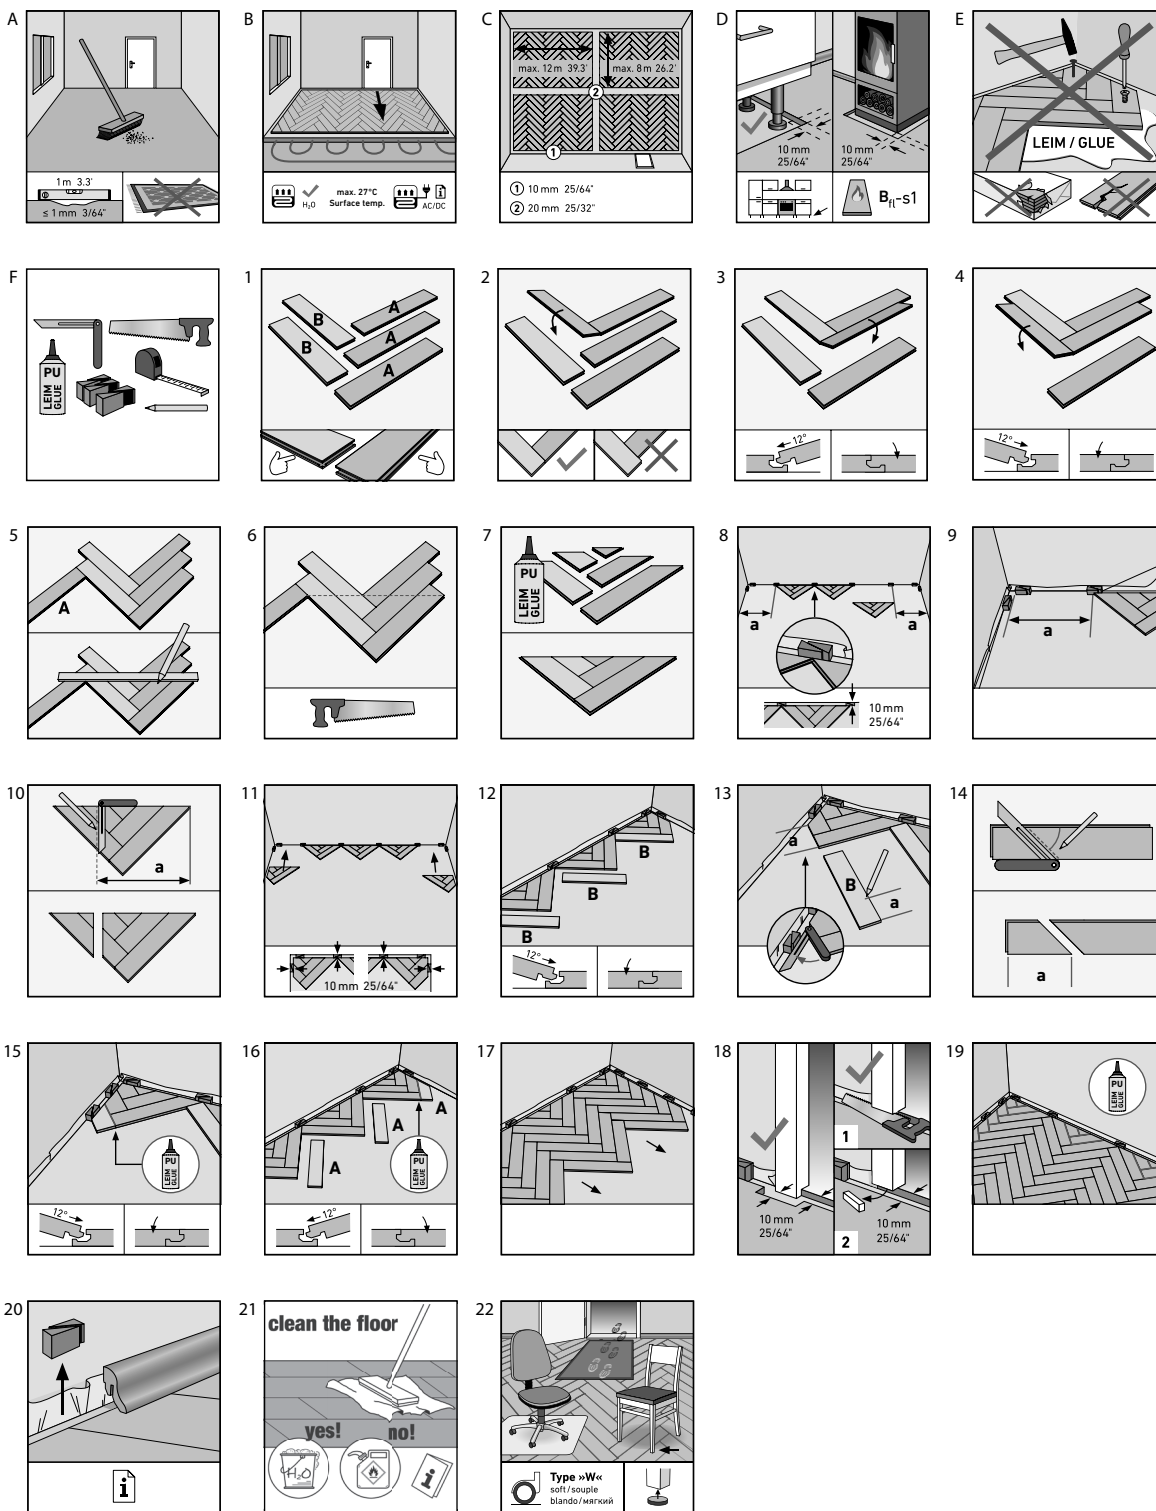 A
1 m 3.3'
≤ 1 mm 3/64"
B
H₂O
max. 27°C
Surface temp.
AC/DC
C
max. 12 m 39.3'
max. 8 m 26.2'
2
1
1 10 mm 25/64"
2 20 mm 25/32"
D
10 mm
25/64"
10 mm
25/64"
Bfl-s1
E
LEIM / GLUE
F
PU
LEIM
GLUE
1
B
B
A
A
A
2
3
12°
4
12°
5
A
6
7
PU
LEIM
GLUE
8
a
a
10 mm
25/64"
9
a
10
a
11
10 mm 25/64"
12
B
B
B
12°
13
a
B
a
14
a
15
PU
LEIM
GLUE
12°
16
A
A
A
PU
LEIM
GLUE
12°
17
18
1
10 mm
25/64"
2
10 mm
25/64"
19
PU
LEIM
GLUE
20
i
21
clean the floor
yes!
no!
H₂O
i
22
Type »W«
soft / souple
blando / мягкий